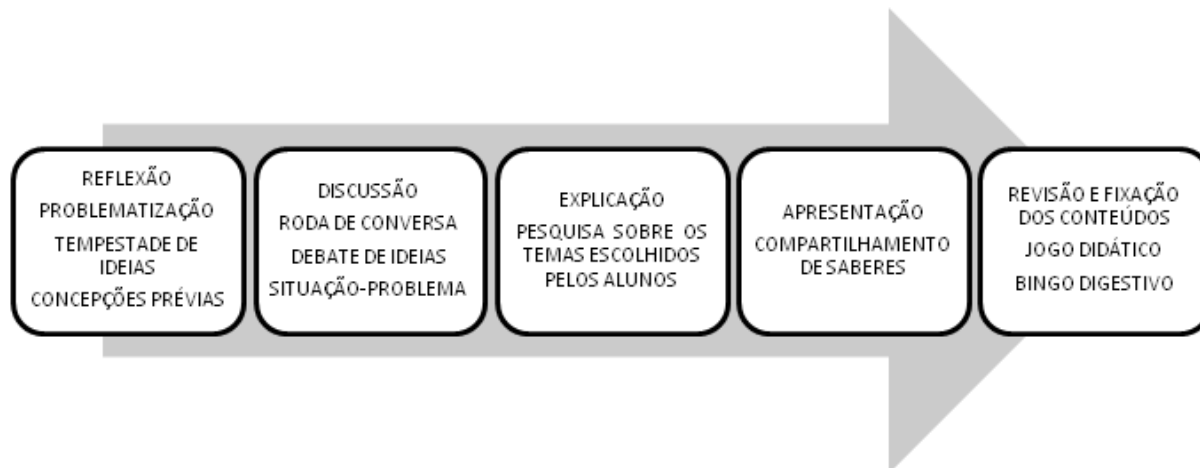 REFLEXÃO
PROBLEMATIZAÇÃO
TEMPESTADE DE
IDEIAS
CONCEPÇÕES PRÉVIAS
DISCUSSÃO
RODA DE CONVERSA
DEBATE DE IDEIAS
SITUAÇÃO-PROBLEMA
EXPLICAÇÃO
PESQUISA SOBRE OS
TEMAS ESCOLHIDOS
PELOS ALUNOS
APRESENTAÇÃO
COMPARTILHAMENTO
DE SABERES
REVISÃO E FIXAÇÃO
DOS CONTEÚDOS
JOGO DIDÁTICO
BINGO DIGESTIVO